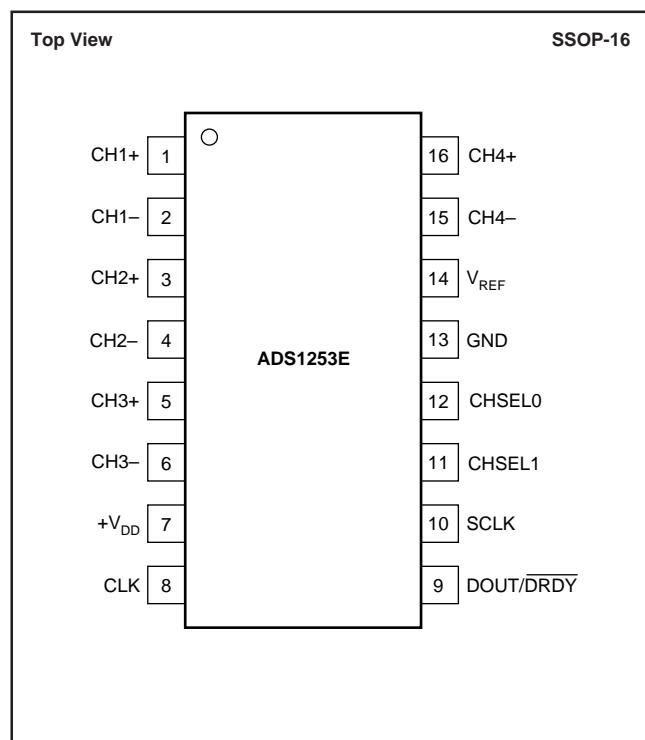 Top View SSOP-16
CH1+ 1 16 CH4+
CH1– 2 15 CH4–
CH2+ 3 14 VREF
CH2– 4 13 GND
ADS1253E
CH3+ 5 12 CHSEL0
CH3– 6 11 CHSEL1
+VDD 7 10 SCLK
CLK 8 9 DOUT/DRDY